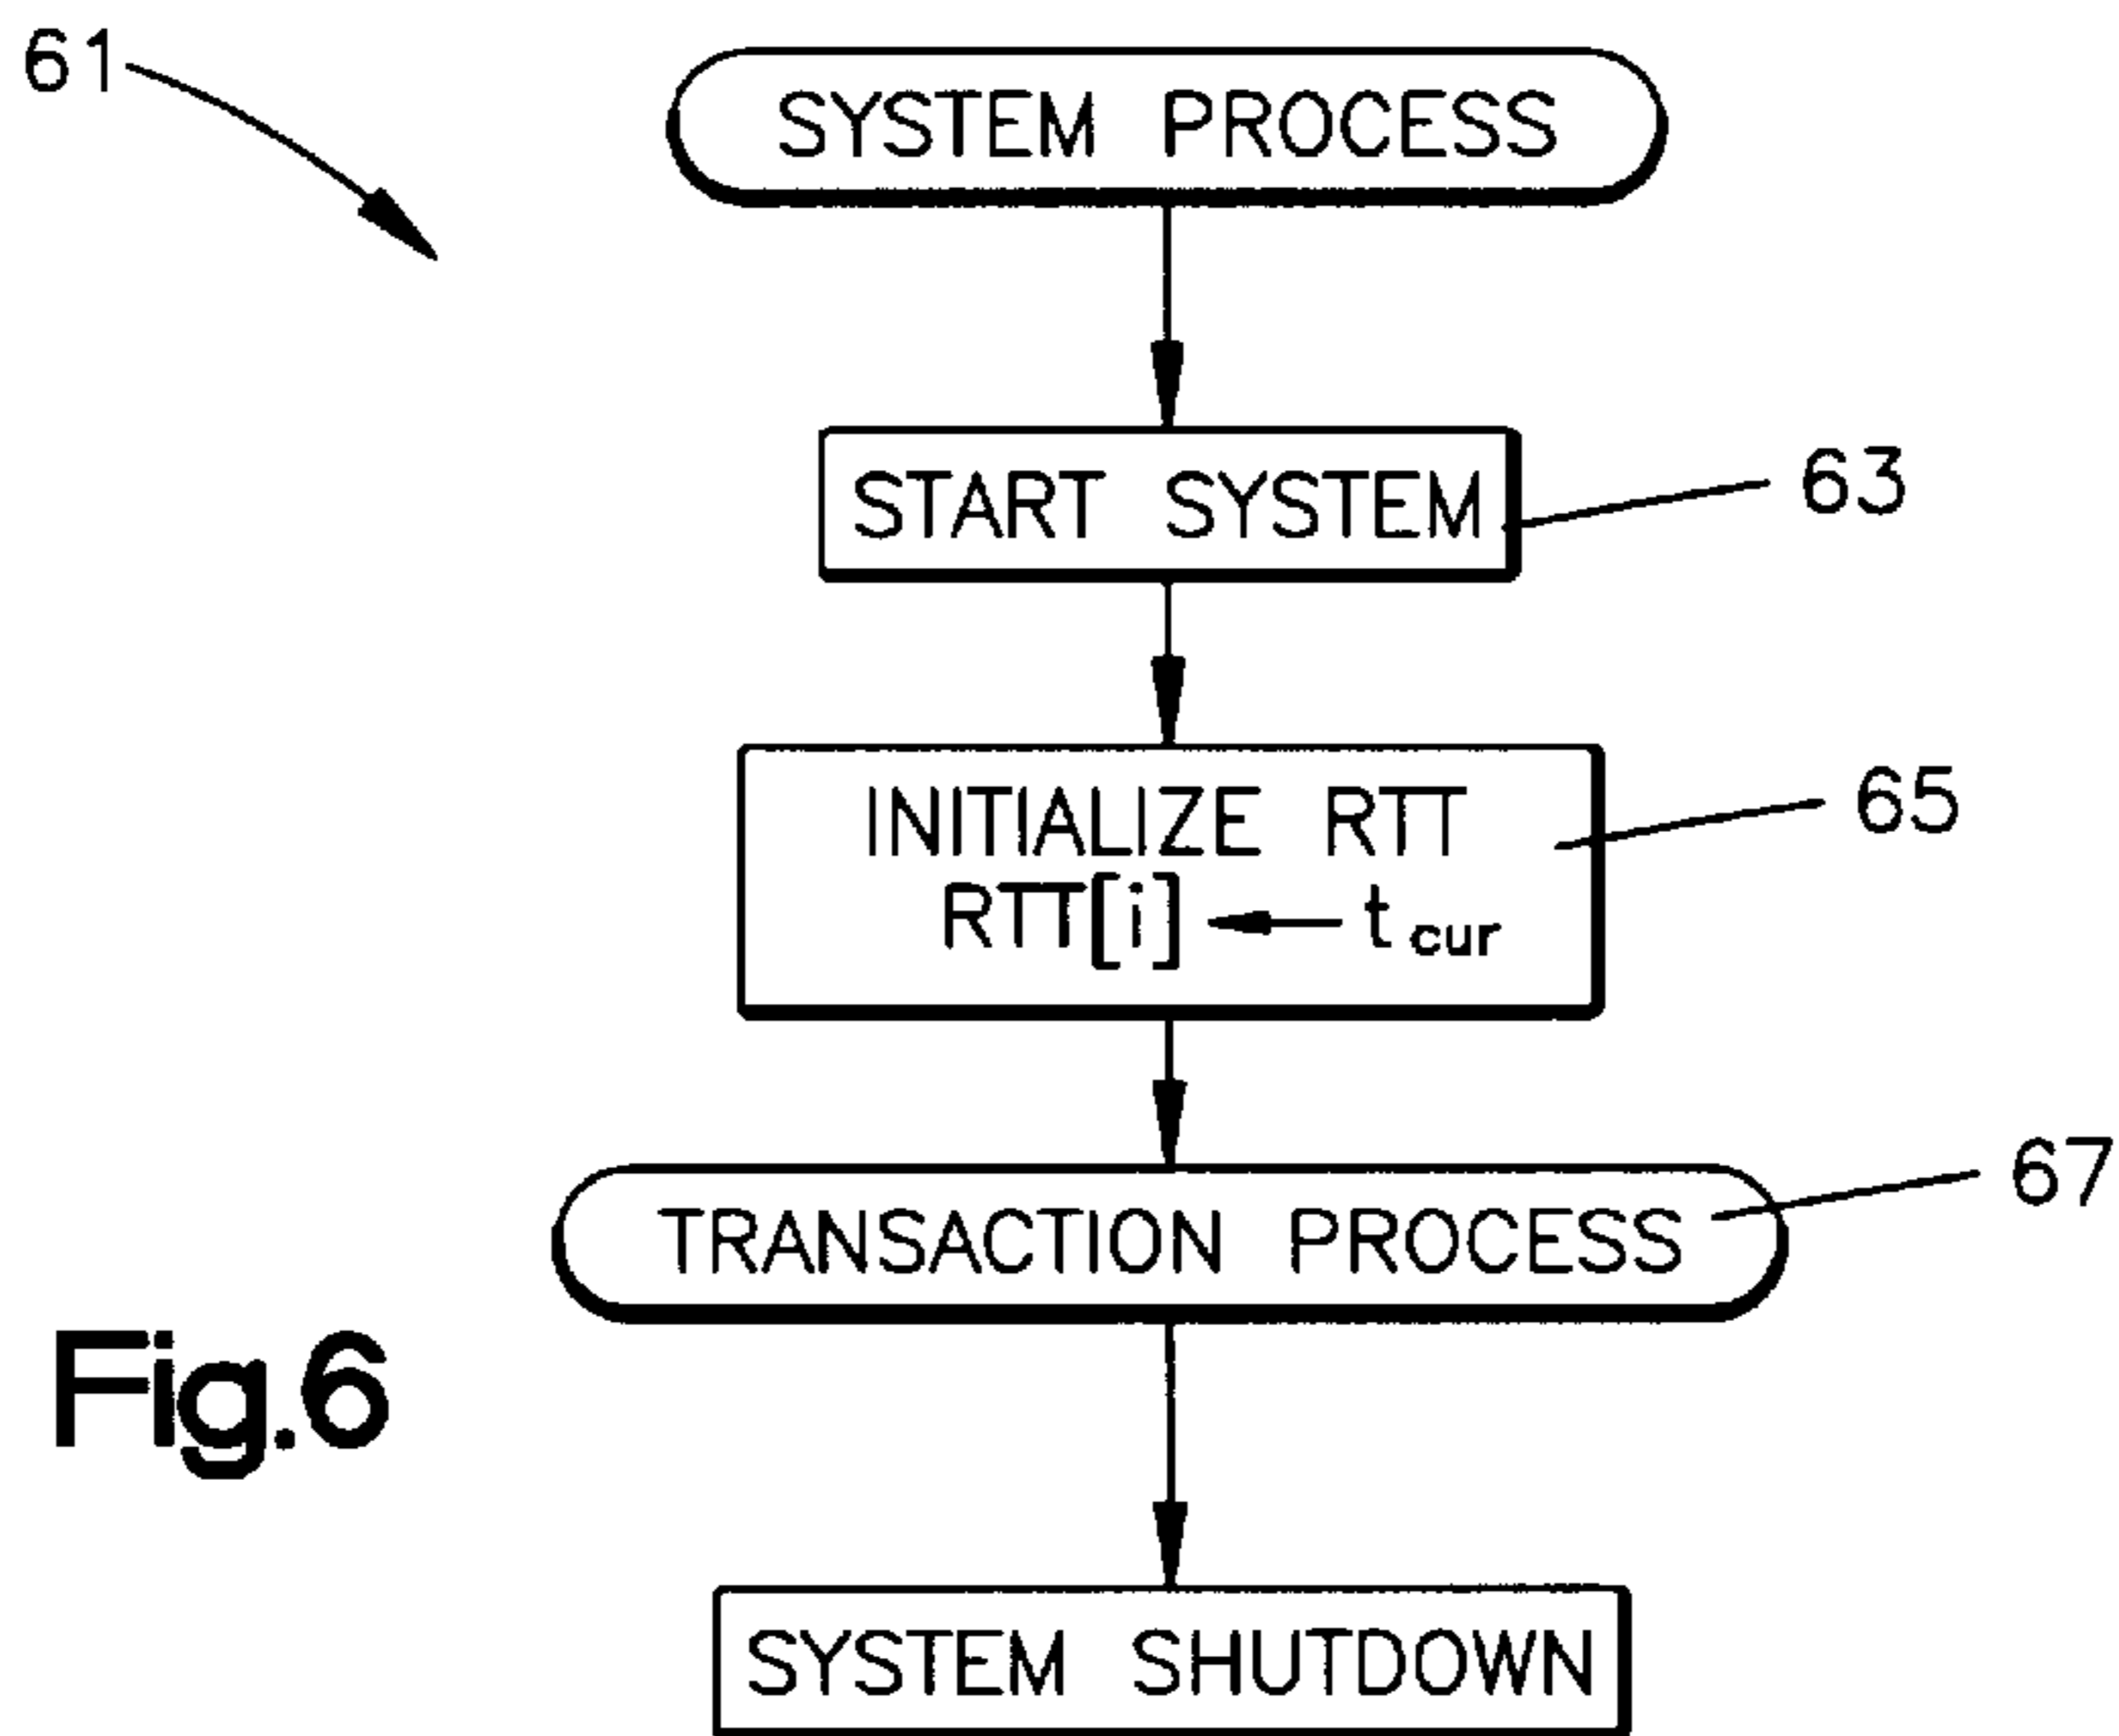 61
SYSTEM PROCESS
START SYSTEM
63
INITIALIZE RTT
65
RTT[i] ← t cur
TRANSACTION PROCESS
67
Fig.6
SYSTEM SHUTDOWN